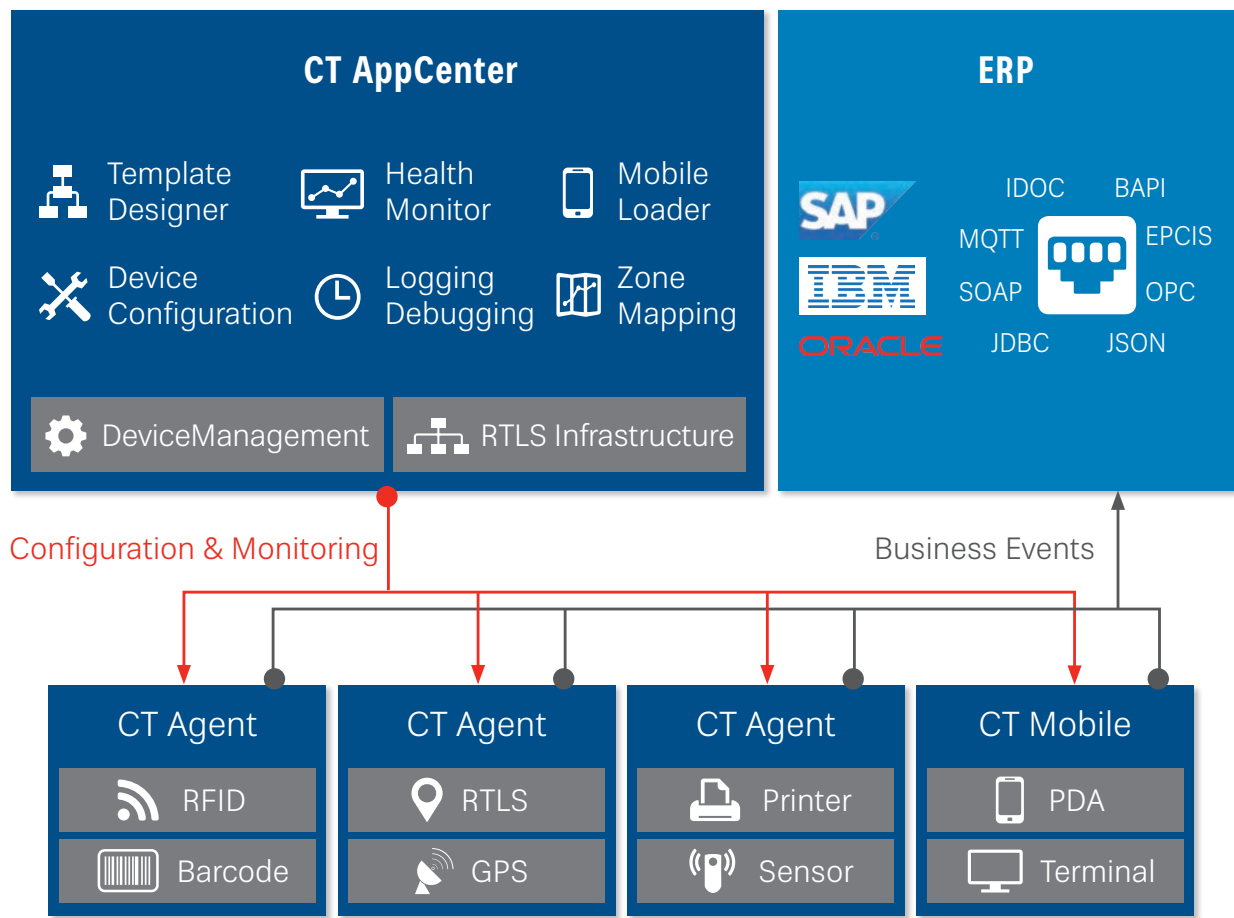 CT AppCenter
Template
Designer
Health
Monitor
Mobile
Loader
Device
Configuration
Logging
Debugging
Zone
Mapping
DeviceManagement
RTLS Infrastructure
ERP
SAP
IBM
ORACLE
IDOC
BAPI
MQTT
EPCIS
SOAP
OPC
JDBC
JSON
Configuration & Monitoring
Business Events
CT Agent
RFID
Barcode
CT Agent
RTLS
GPS
CT Agent
Printer
Sensor
CT Mobile
PDA
Terminal